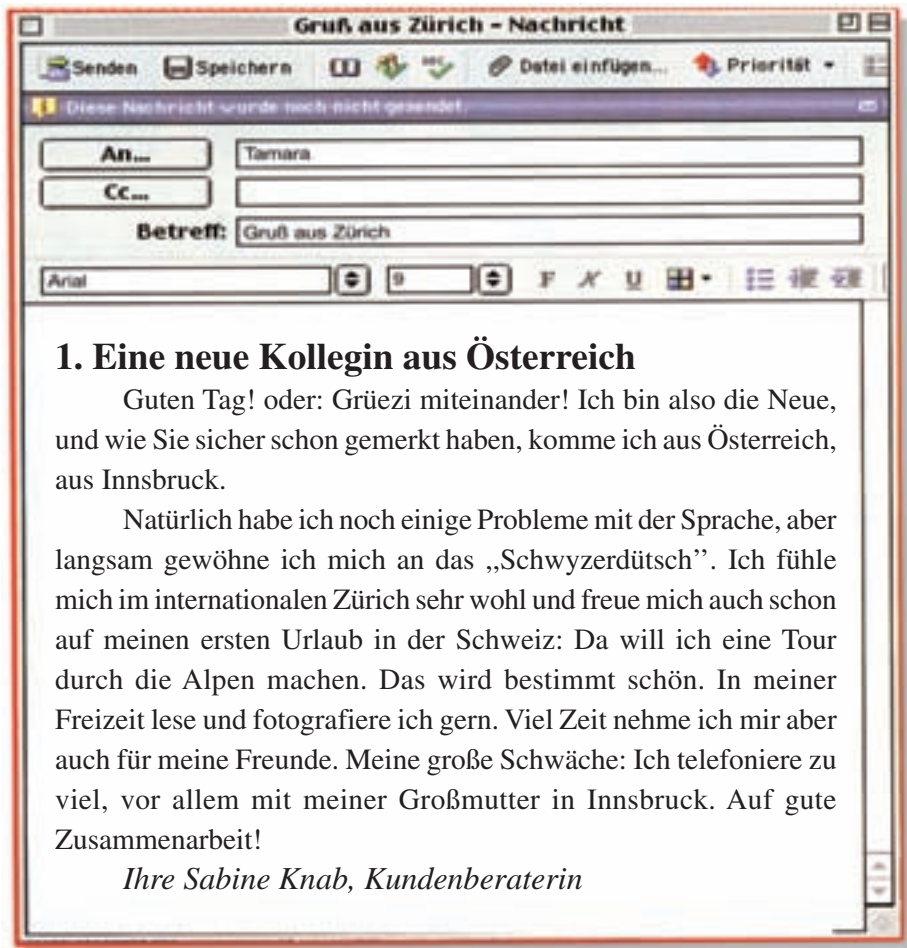 Gruß aus Zürich – Nachricht
Senden Speichern Datei einfügen... Priorität
Diese Nachricht wurde noch nicht gesendet.
An...
Tamara
Cc...
Betreff:
Gruß aus Zürich
Arial
9
F K U
1. Eine neue Kollegin aus Österreich
Guten Tag! oder: Grüezi miteinander! Ich bin also die Neue,
und wie Sie sicher schon gemerkt haben, komme ich aus Österreich,
aus Innsbruck.
Natürlich habe ich noch einige Probleme mit der Sprache, aber
langsam gewöhne ich mich an das ,,Schwyzerdütsch’’. Ich fühle
mich im internationalen Zürich sehr wohl und freue mich auch schon
auf meinen ersten Urlaub in der Schweiz: Da will ich eine Tour
durch die Alpen machen. Das wird bestimmt schön. In meiner
Freizeit lese und fotografiere ich gern. Viel Zeit nehme ich mir aber
auch für meine Freunde. Meine große Schwäche: Ich telefoniere zu
viel, vor allem mit meiner Großmutter in Innsbruck. Auf gute
Zusammenarbeit!
Ihre Sabine Knab, Kundenberaterin